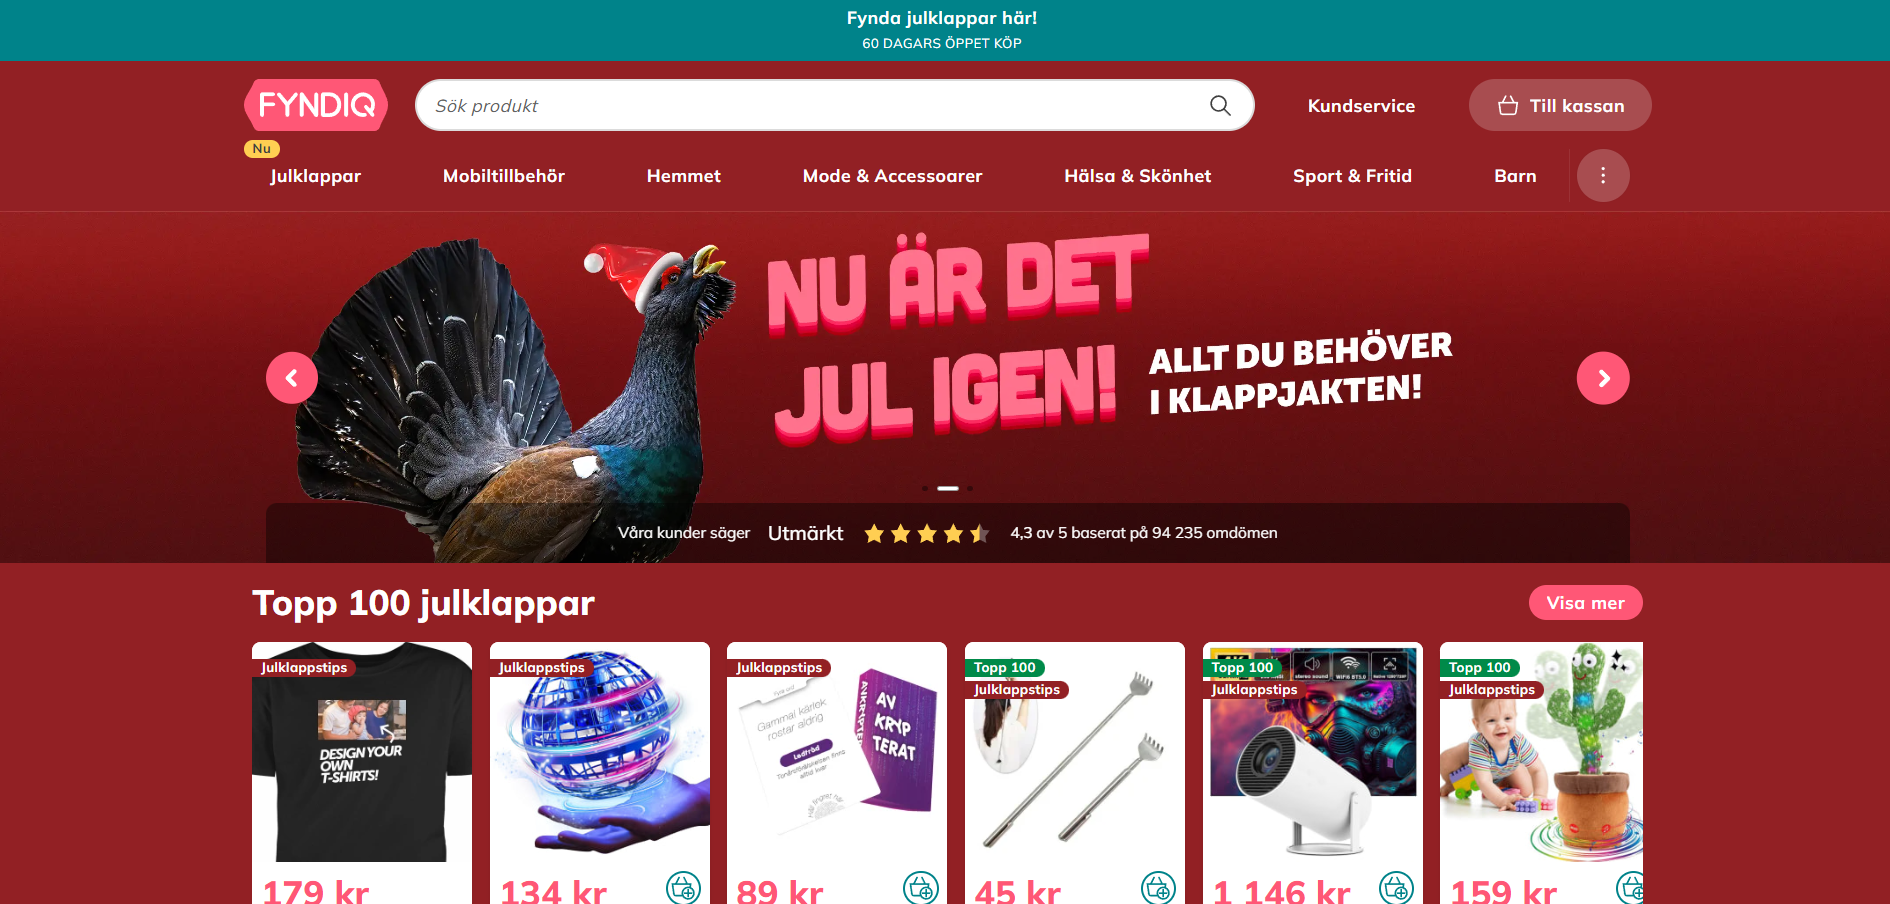 Fynda julklappar här!
60 DAGARS ÖPPET KÖP
FYNDIQ
Sök produkt
Kundservice
Till kassan
Nu
Julklappar
Mobiltillbehör
Hemmet
Mode & Accessoarer
Hälsa & Skönhet
Sport & Fritid
Barn
NU ÄR DET
JUL IGEN!
ALLT DU BEHÖVER
I KLAPPJAKTEN!
Våra kunder säger
Utmärkt
4,3 av 5 baserat på 94 235 omdömen
Topp 100 julklappar
Visa mer
Julklappstips
DESIGN YOUR
OWN
T-SHIRTS!
179 kr
Julklappstips
134 kr
Julklappstips
Gammal kärlek
rostar aldrig
Ledtråd
AV
KRYP
TERAT
89 kr
Topp 100
Julklappstips
45 kr
Topp 100
Julklappstips
stereo sound
1 146 kr
Topp 100
Julklappstips
159 kr